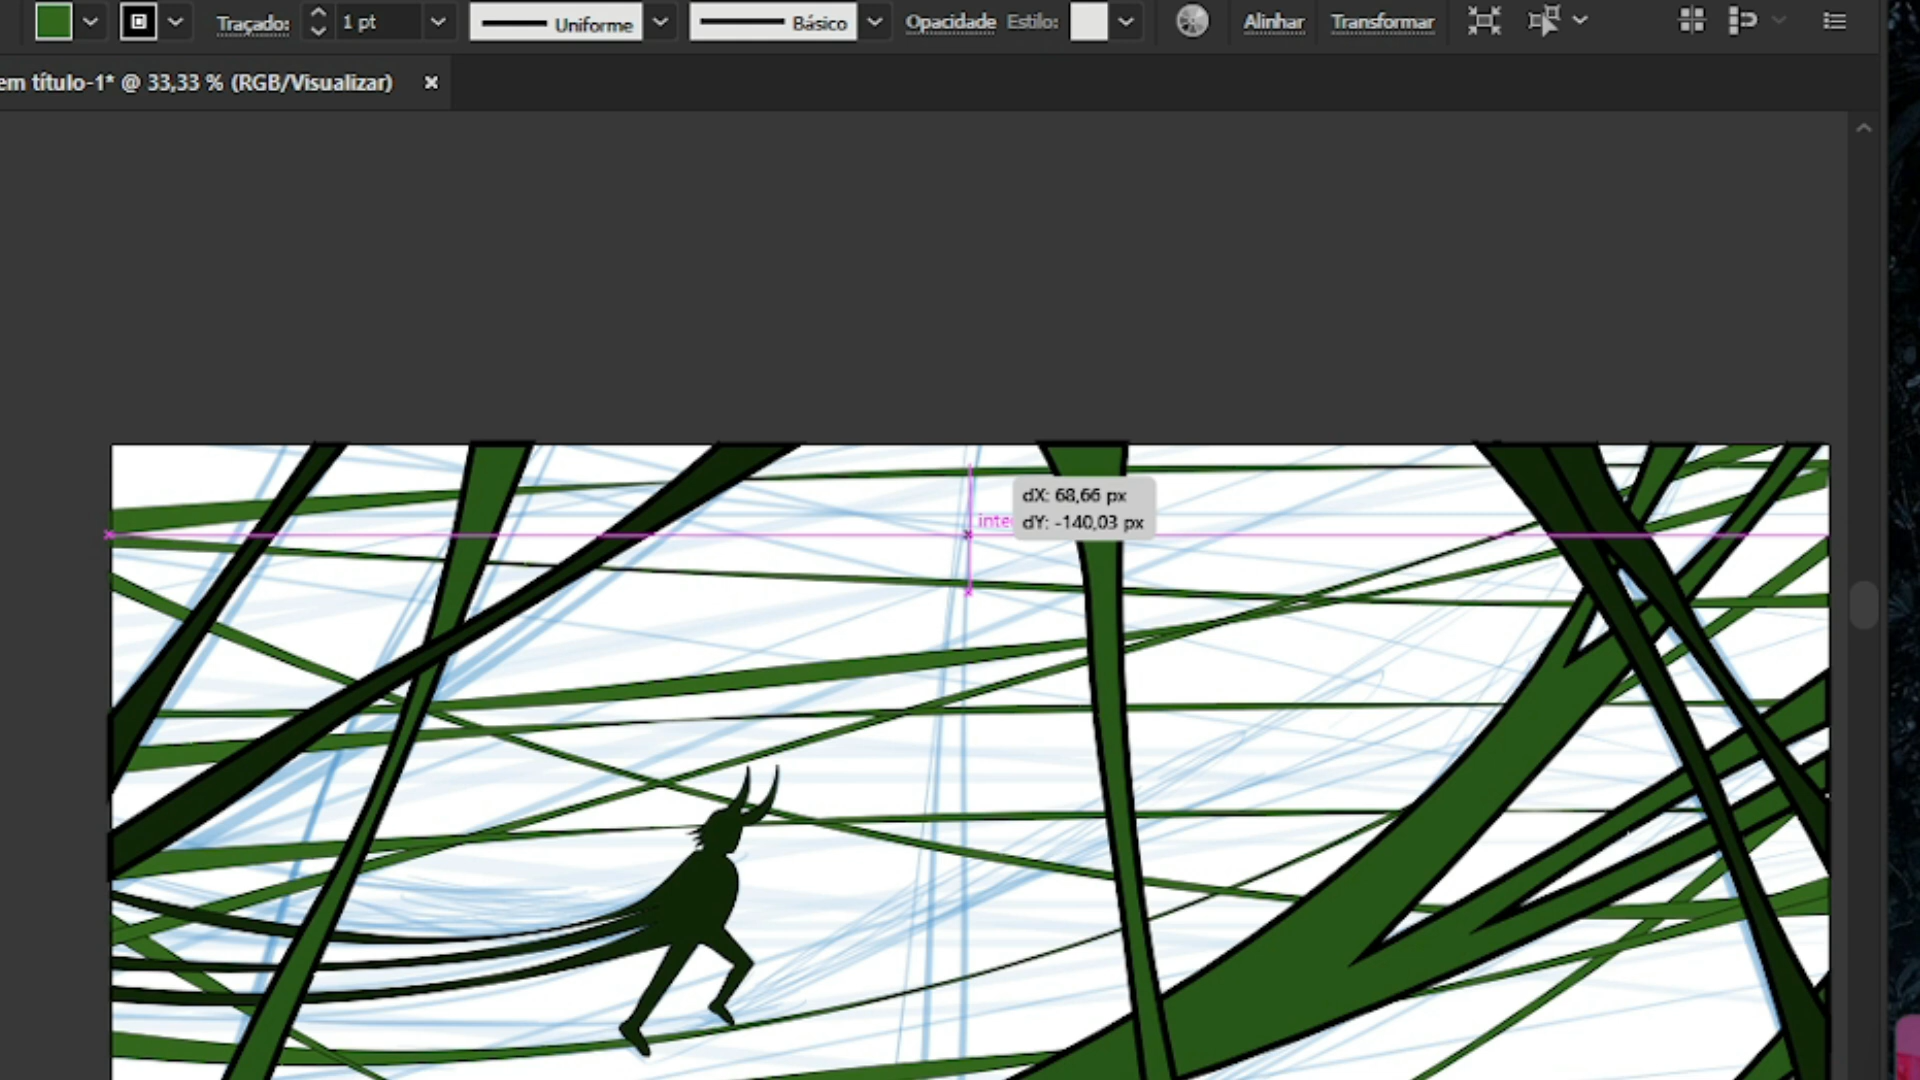 Traçado: 1 pt Uniforme Básico Opacidade Estilo: Alinhar Transformar
em título-1* @ 33,33 % (RGB/Visualizar)
dX: 68,66 px
inte dY: -140,03 px